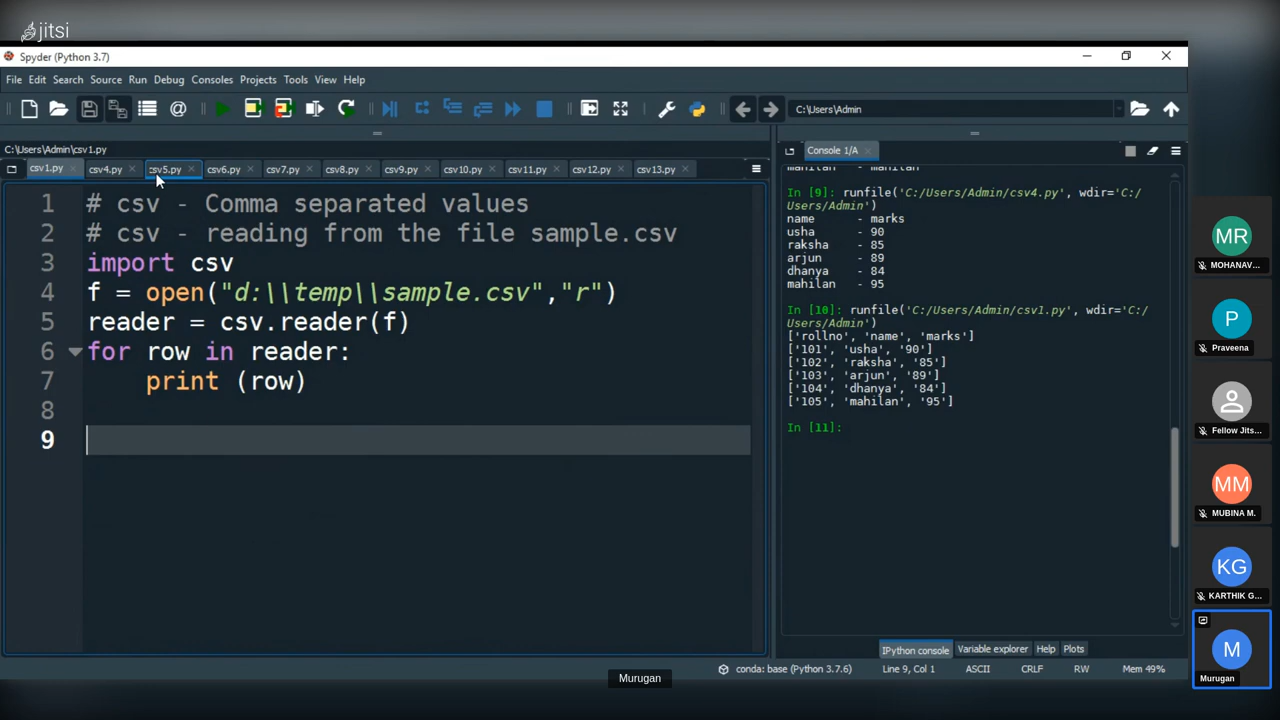 jitsi
Spyder (Python 3.7)
File Edit Search Source Run Debug Consoles Projects Tools View Help
C:\Users\Admin
C:\Users\Admin\csv1.py
csv1.py csv4.py csv5.py csv6.py csv7.py csv8.py csv9.py csv10.py csv11.py csv12.py csv13.py
1 # csv - Comma separated values
2 # csv - reading from the file sample.csv
3 import csv
4 f = open("d:\\temp\\sample.csv","r")
5 reader = csv.reader(f)
6 for row in reader:
7 print (row)
8
9
Console 1/A
mahilan - 95
In [9]: runfile('C:/Users/Admin/csv4.py', wdir='C:/
Users/Admin')
name - marks
usha - 90
raksha - 85
arjun - 89
dhanya - 84
mahilan - 95
In [10]: runfile('C:/Users/Admin/csv1.py', wdir='C:/
Users/Admin')
['rollno', 'name', 'marks']
['101', 'usha', '90']
['102', 'raksha', '85']
['103', 'arjun', '89']
['104', 'dhanya', '84']
['105', 'mahilan', '95']
In [11]:
IPython console Variable explorer Help Plots
conda: base (Python 3.7.6) Line 9, Col 1 ASCII CRLF RW Mem 49%
Murugan
MR
MOHANAV...
P
Praveena
Fellow Jits...
MM
MUBINA M.
KG
KARTHIK G...
M
Murugan